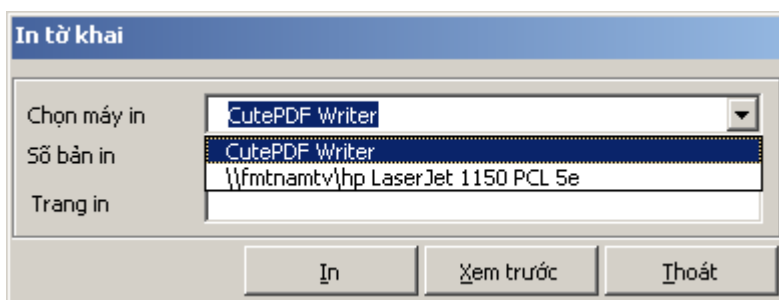 In tờ khai
Chọn máy in CutePDF Writer
Số bản in CutePDF Writer
\\fmtnamtv\hp LaserJet 1150 PCL 5e
Trang in
In Xem trước Thoát